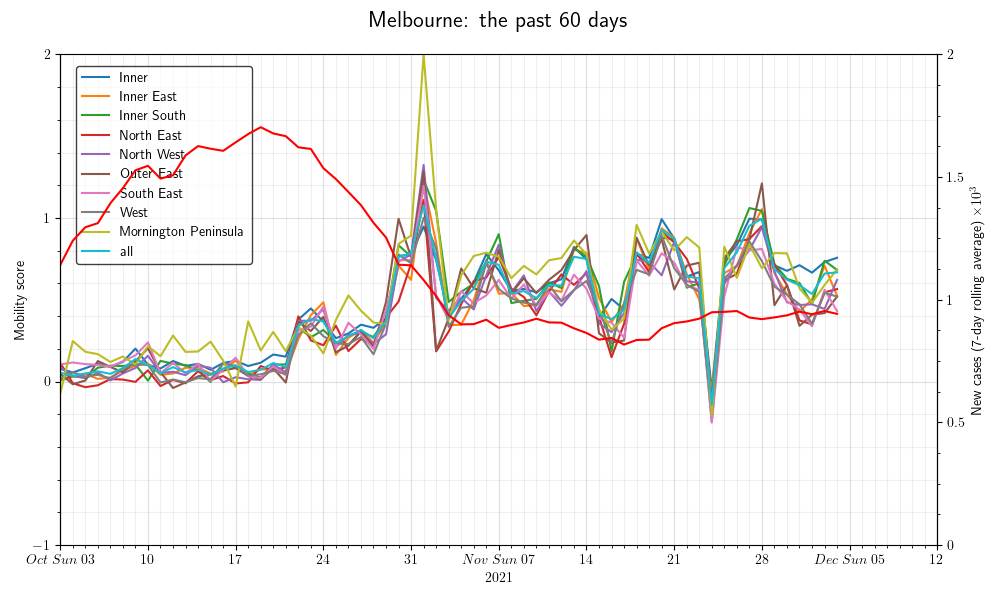 Melbourne: the past 60 days
2
1
0
−1
Mobility score
Inner
Inner East
Inner South
North East
North West
Outer East
South East
West
Mornington Peninsula
all
2
1.5
1
0.5
0
New cases (7-day rolling average) ×10³
Oct Sun 03 10 17 24 31 Nov Sun 07 14 21 28 Dec Sun 05 12
2021